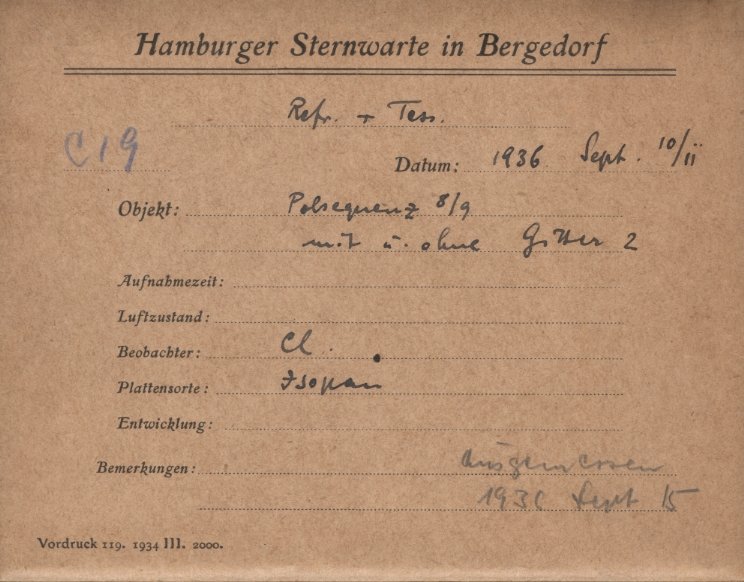 Hamburger Sternwarte in Bergedorf
Refr. + Tess.
C19
Datum: 1936 Sept. 10/11
Objekt: Polsequenz 8/9
mit u. ohne Gitter 2
Aufnahmezeit:
Luftzustand:
Beobachter: Cl.
Plattensorte: Isopan
Entwicklung:
Bemerkungen: ausgemessen
1936 Sept 15
Vordruck 119. 1934 III. 2000.